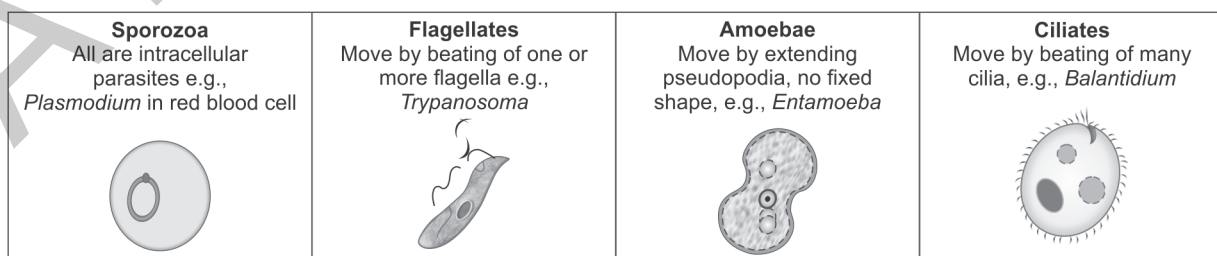 Sporozoa
All are intracellular
parasites e.g.,
Plasmodium in red blood cell
Flagellates
Move by beating of one or
more flagella e.g.,
Trypanosoma
Amoebae
Move by extending
pseudopodia, no fixed
shape, e.g., Entamoeba
Ciliates
Move by beating of many
cilia, e.g., Balantidium